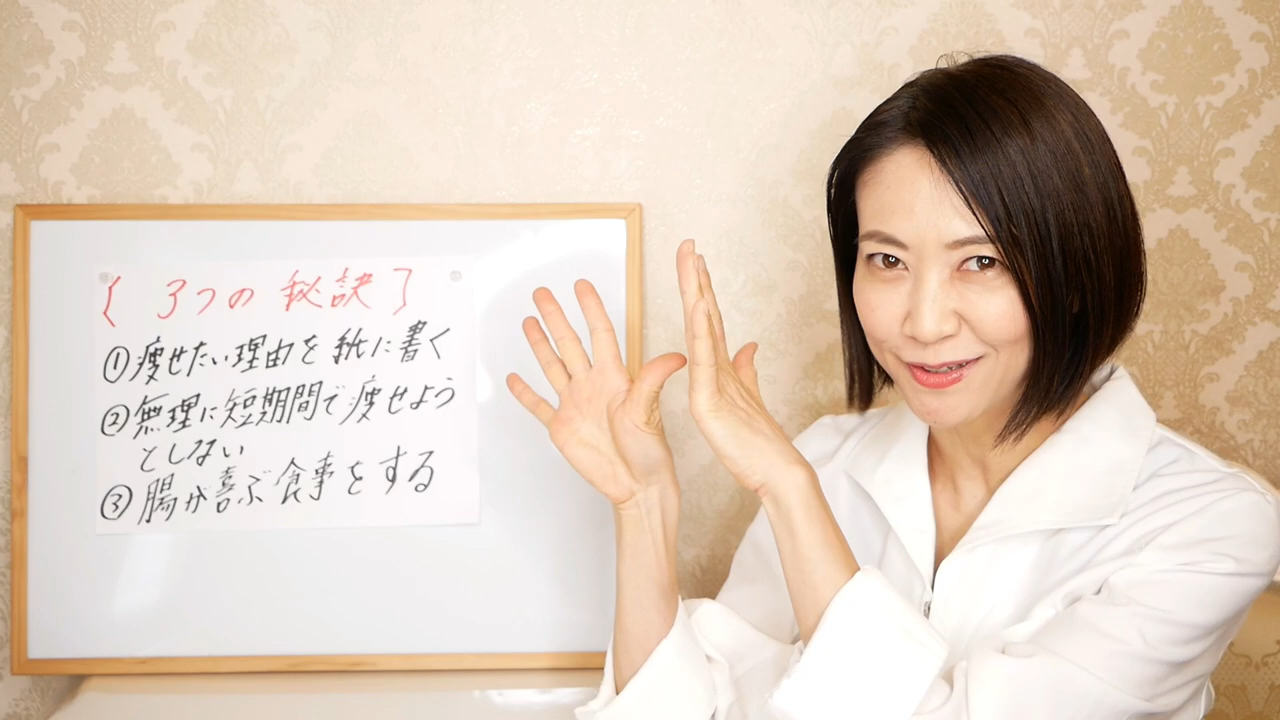 〔 3つの 秘訣 〕
①痩せたい理由を紙に書く
②無理に短期間で痩せよう
としない
③腸が喜ぶ食事をする